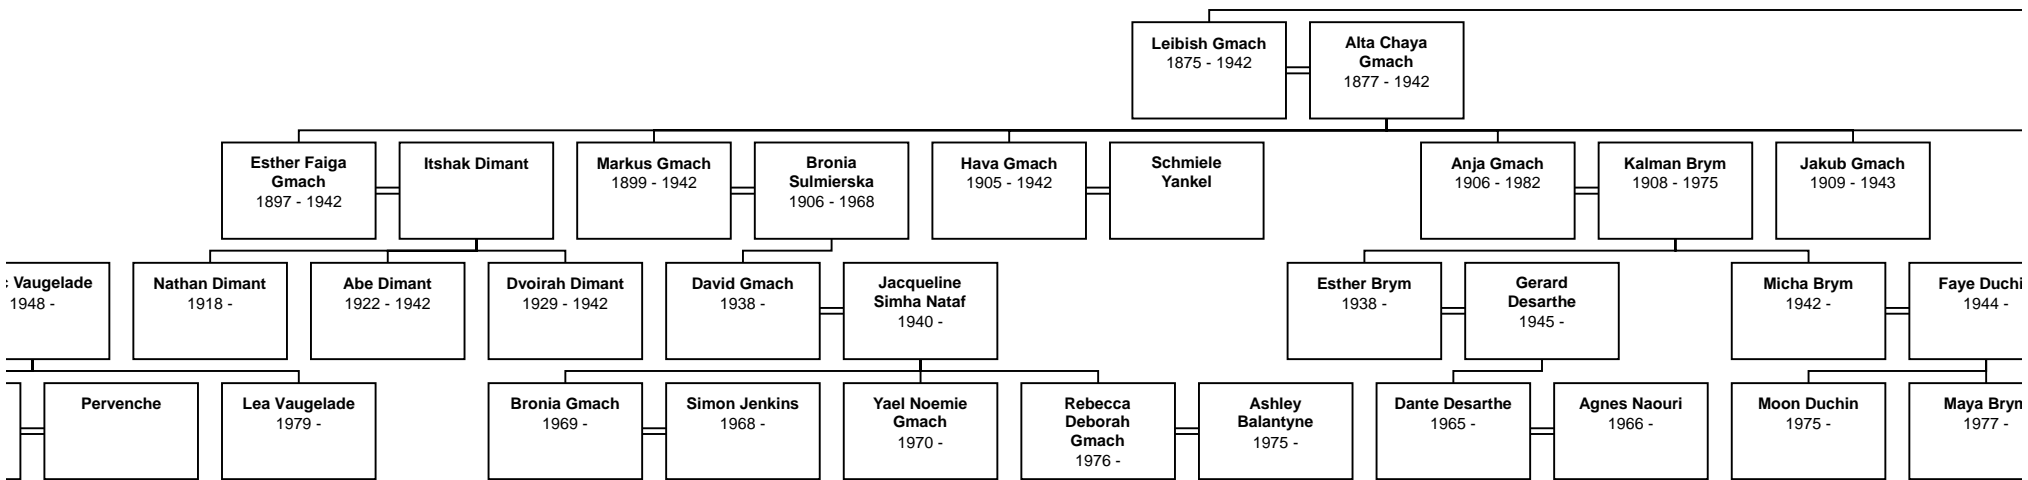 Leibish Gmach
1875 - 1942
Alta Chaya
Gmach
1877 - 1942
Esther Faiga
Gmach
1897 - 1942
Itshak Dimant
Markus Gmach
1899 - 1942
Bronia
Sulmierska
1906 - 1968
Hava Gmach
1905 - 1942
Schmiele
Yankel
Anja Gmach
1906 - 1982
Kalman Brym
1908 - 1975
Jakub Gmach
1909 - 1943
Vaugelade
1948 -
Nathan Dimant
1918 -
Abe Dimant
1922 - 1942
Dvoirah Dimant
1929 - 1942
David Gmach
1938 -
Jacqueline
Simha Nataf
1940 -
Esther Brym
1938 -
Gerard
Desarthe
1945 -
Micha Brym
1942 -
Faye Duchi
1944 -
Pervenche
Lea Vaugelade
1979 -
Bronia Gmach
1969 -
Simon Jenkins
1968 -
Yael Noemie
Gmach
1970 -
Rebecca
Deborah
Gmach
1976 -
Ashley
Balantyne
1975 -
Dante Desarthe
1965 -
Agnes Naouri
1966 -
Moon Duchin
1975 -
Maya Brym
1977 -